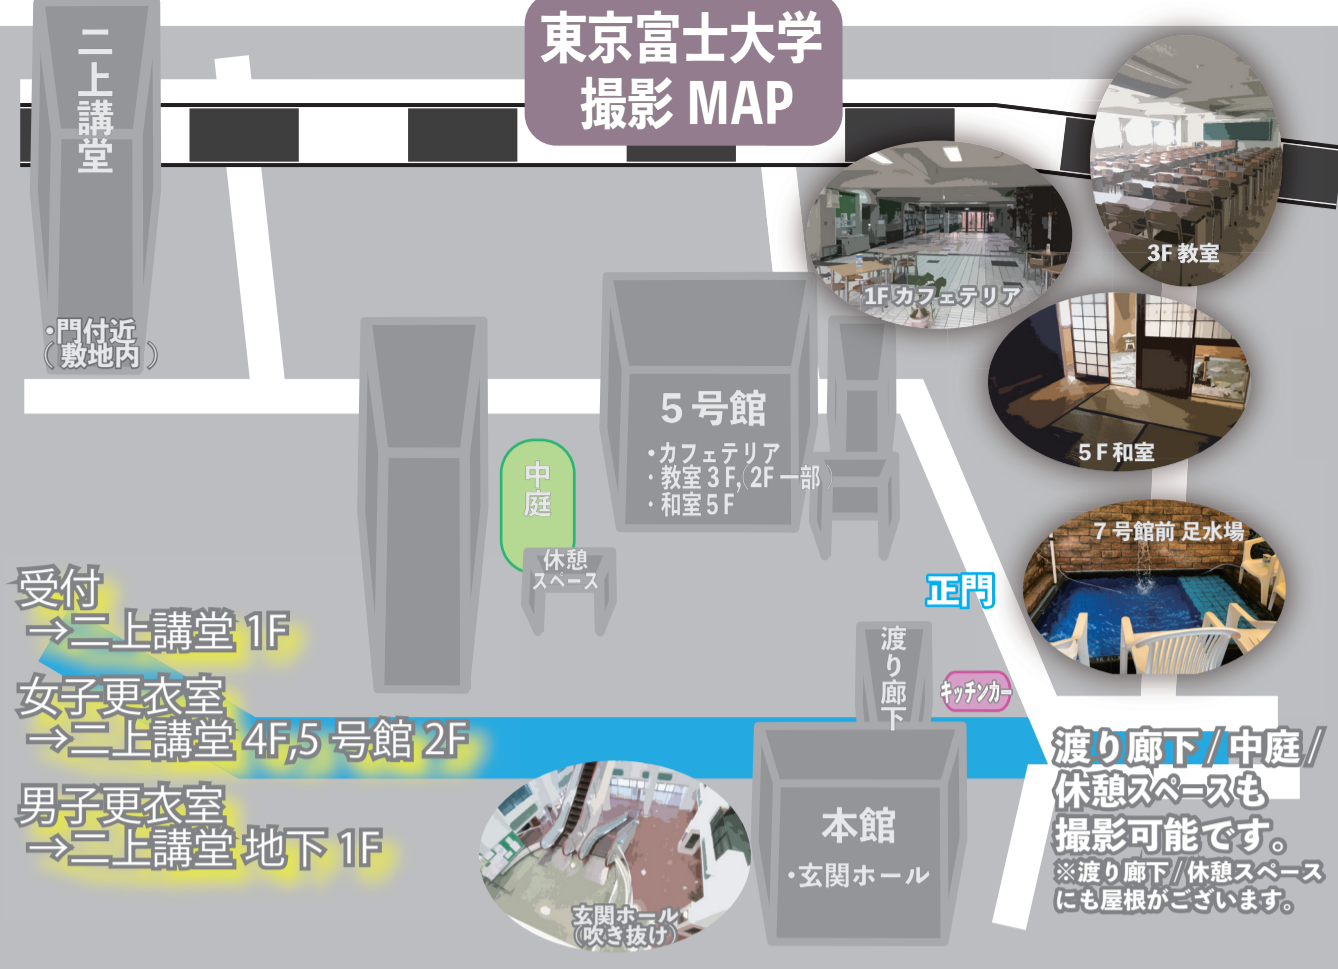 東京富士大学
撮影 MAP
二上講堂
・門付近
(敷地内)
3F 教室
1F カフェテリア
5F和室
7号館前 足水場
5号館
・カフェテリア
・教室3F,(2F一部)
・和室5F
中庭
休憩
スペース
正門
渡り廊下
キッチンカー
受付
→二上講堂 1F
女子更衣室
→二上講堂 4F,5号館 2F
男子更衣室
→二上講堂 地下 1F
本館
・玄関ホール
玄関ホール
(吹き抜け)
渡り廊下/中庭/
休憩スペースも
撮影可能です。
※渡り廊下/休憩スペース
にも屋根がございます。